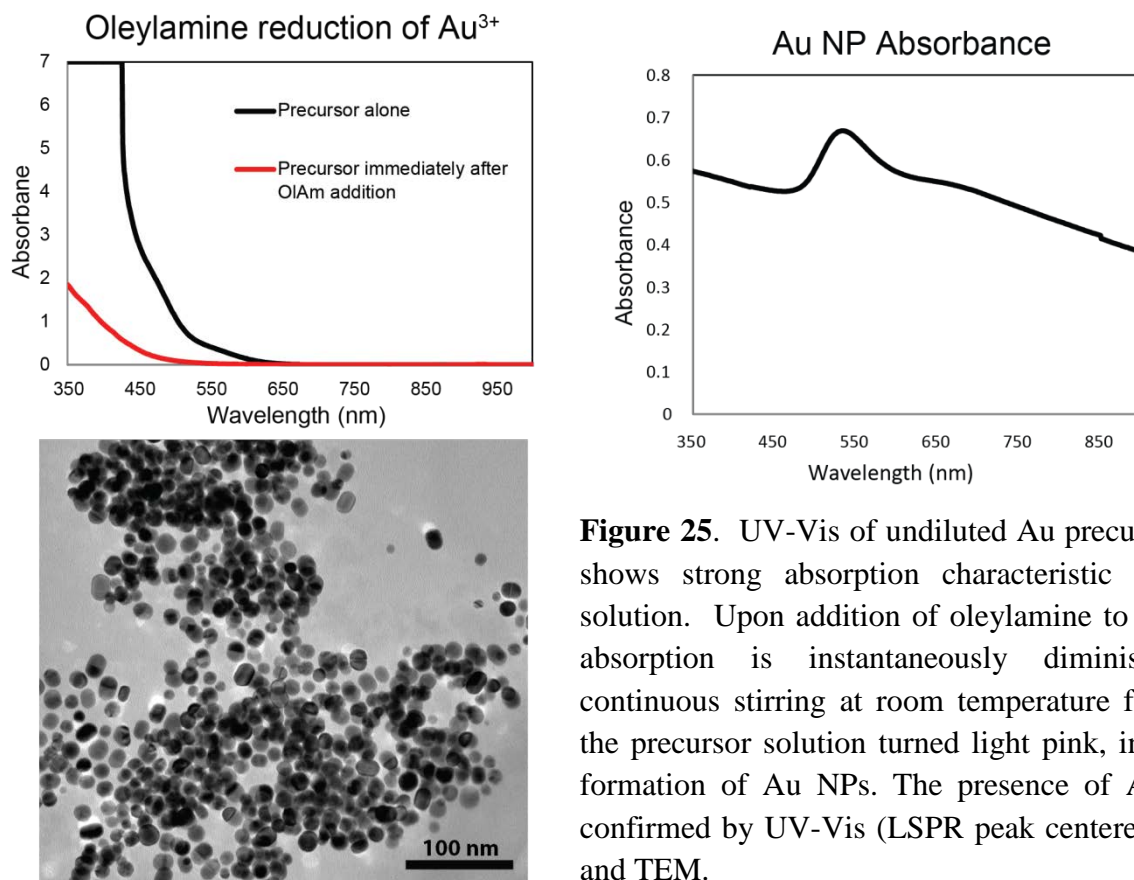 Oleylamine reduction of Au³⁺
7
6
5
4
3
2
1
0
Absorbane
Precursor alone
Precursor immediately after
OlAm addition
350 450 550 650 750 850 950
Wavelength (nm)
Au NP Absorbance
0.8
0.7
0.6
0.5
0.4
0.3
0.2
0.1
0
Absorbance
350 450 550 650 750 850
Wavelength (nm)
100 nm
Figure 25. UV-Vis of undiluted Au precu
shows strong absorption characteristic
solution. Upon addition of oleylamine to
absorption is instantaneously diminis
continuous stirring at room temperature f
the precursor solution turned light pink, in
formation of Au NPs. The presence of A
confirmed by UV-Vis (LSPR peak centere
and TEM.